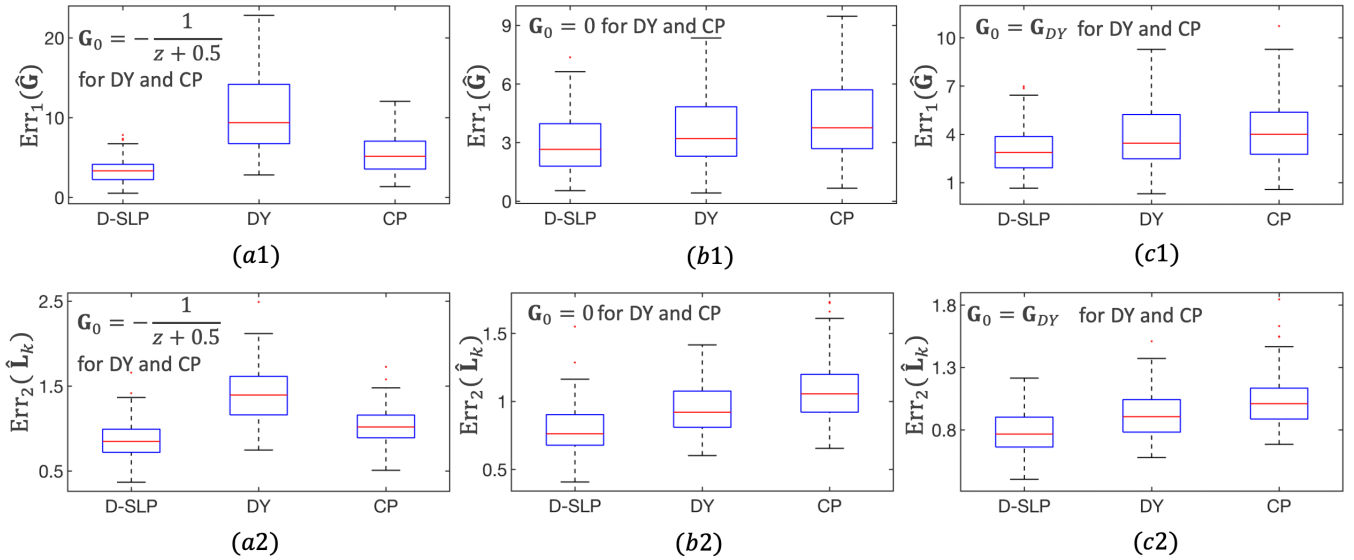 20
10
0
Err₁(Ĝ)
G₀ = − 1/(z + 0.5)
for DY and CP
D-SLP DY CP
(a1)
9
6
3
0
Err₁(Ĝ)
G₀ = 0 for DY and CP
D-SLP DY CP
(b1)
10
7
4
1
Err₁(Ĝ)
G₀ = G_DY for DY and CP
D-SLP DY CP
(c1)
2.5
1.5
0.5
Err₂(L̂ₖ)
G₀ = − 1/(z + 0.5)
for DY and CP
D-SLP DY CP
(a2)
1.5
1
0.5
Err₂(L̂ₖ)
G₀ = 0 for DY and CP
D-SLP DY CP
(b2)
1.8
1.3
0.8
Err₂(L̂ₖ)
G₀ = G_DY for DY and CP
D-SLP DY CP
(c2)